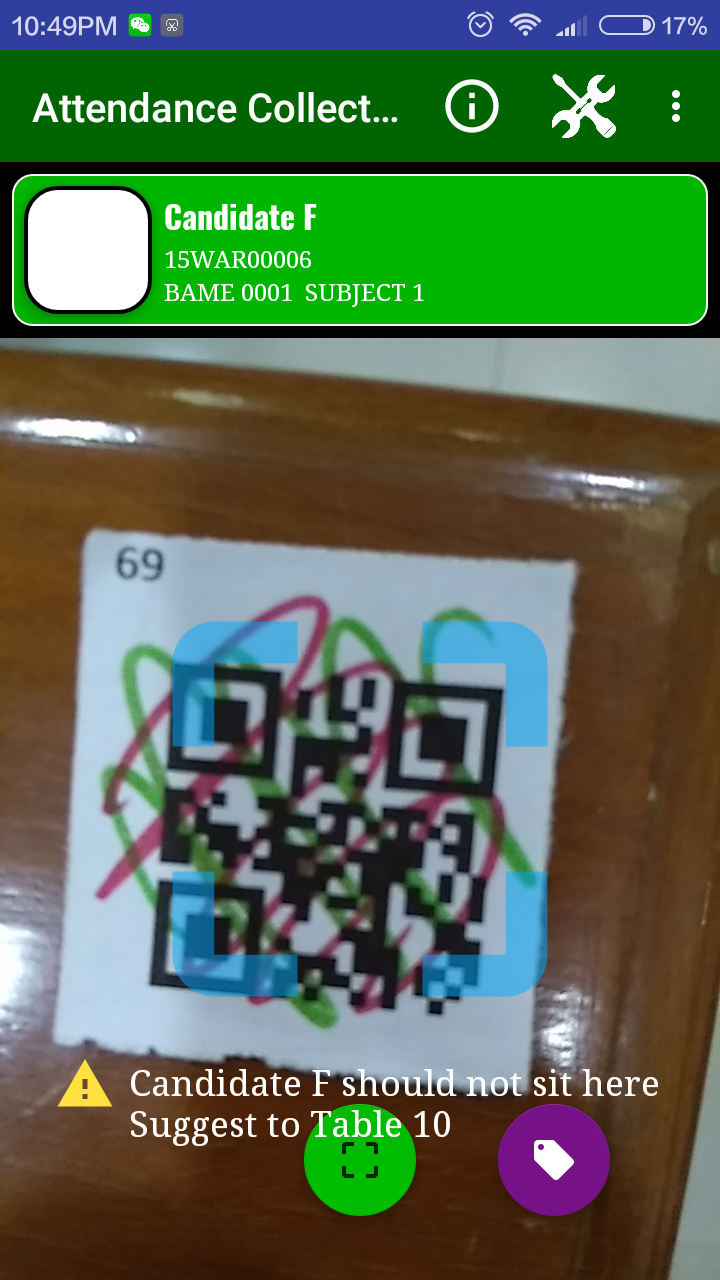 10:49PM
17%
Attendance Collect...
Candidate F
15WAR00006
BAME 0001 SUBJECT 1
69
Candidate F should not sit here
Suggest to Table 10